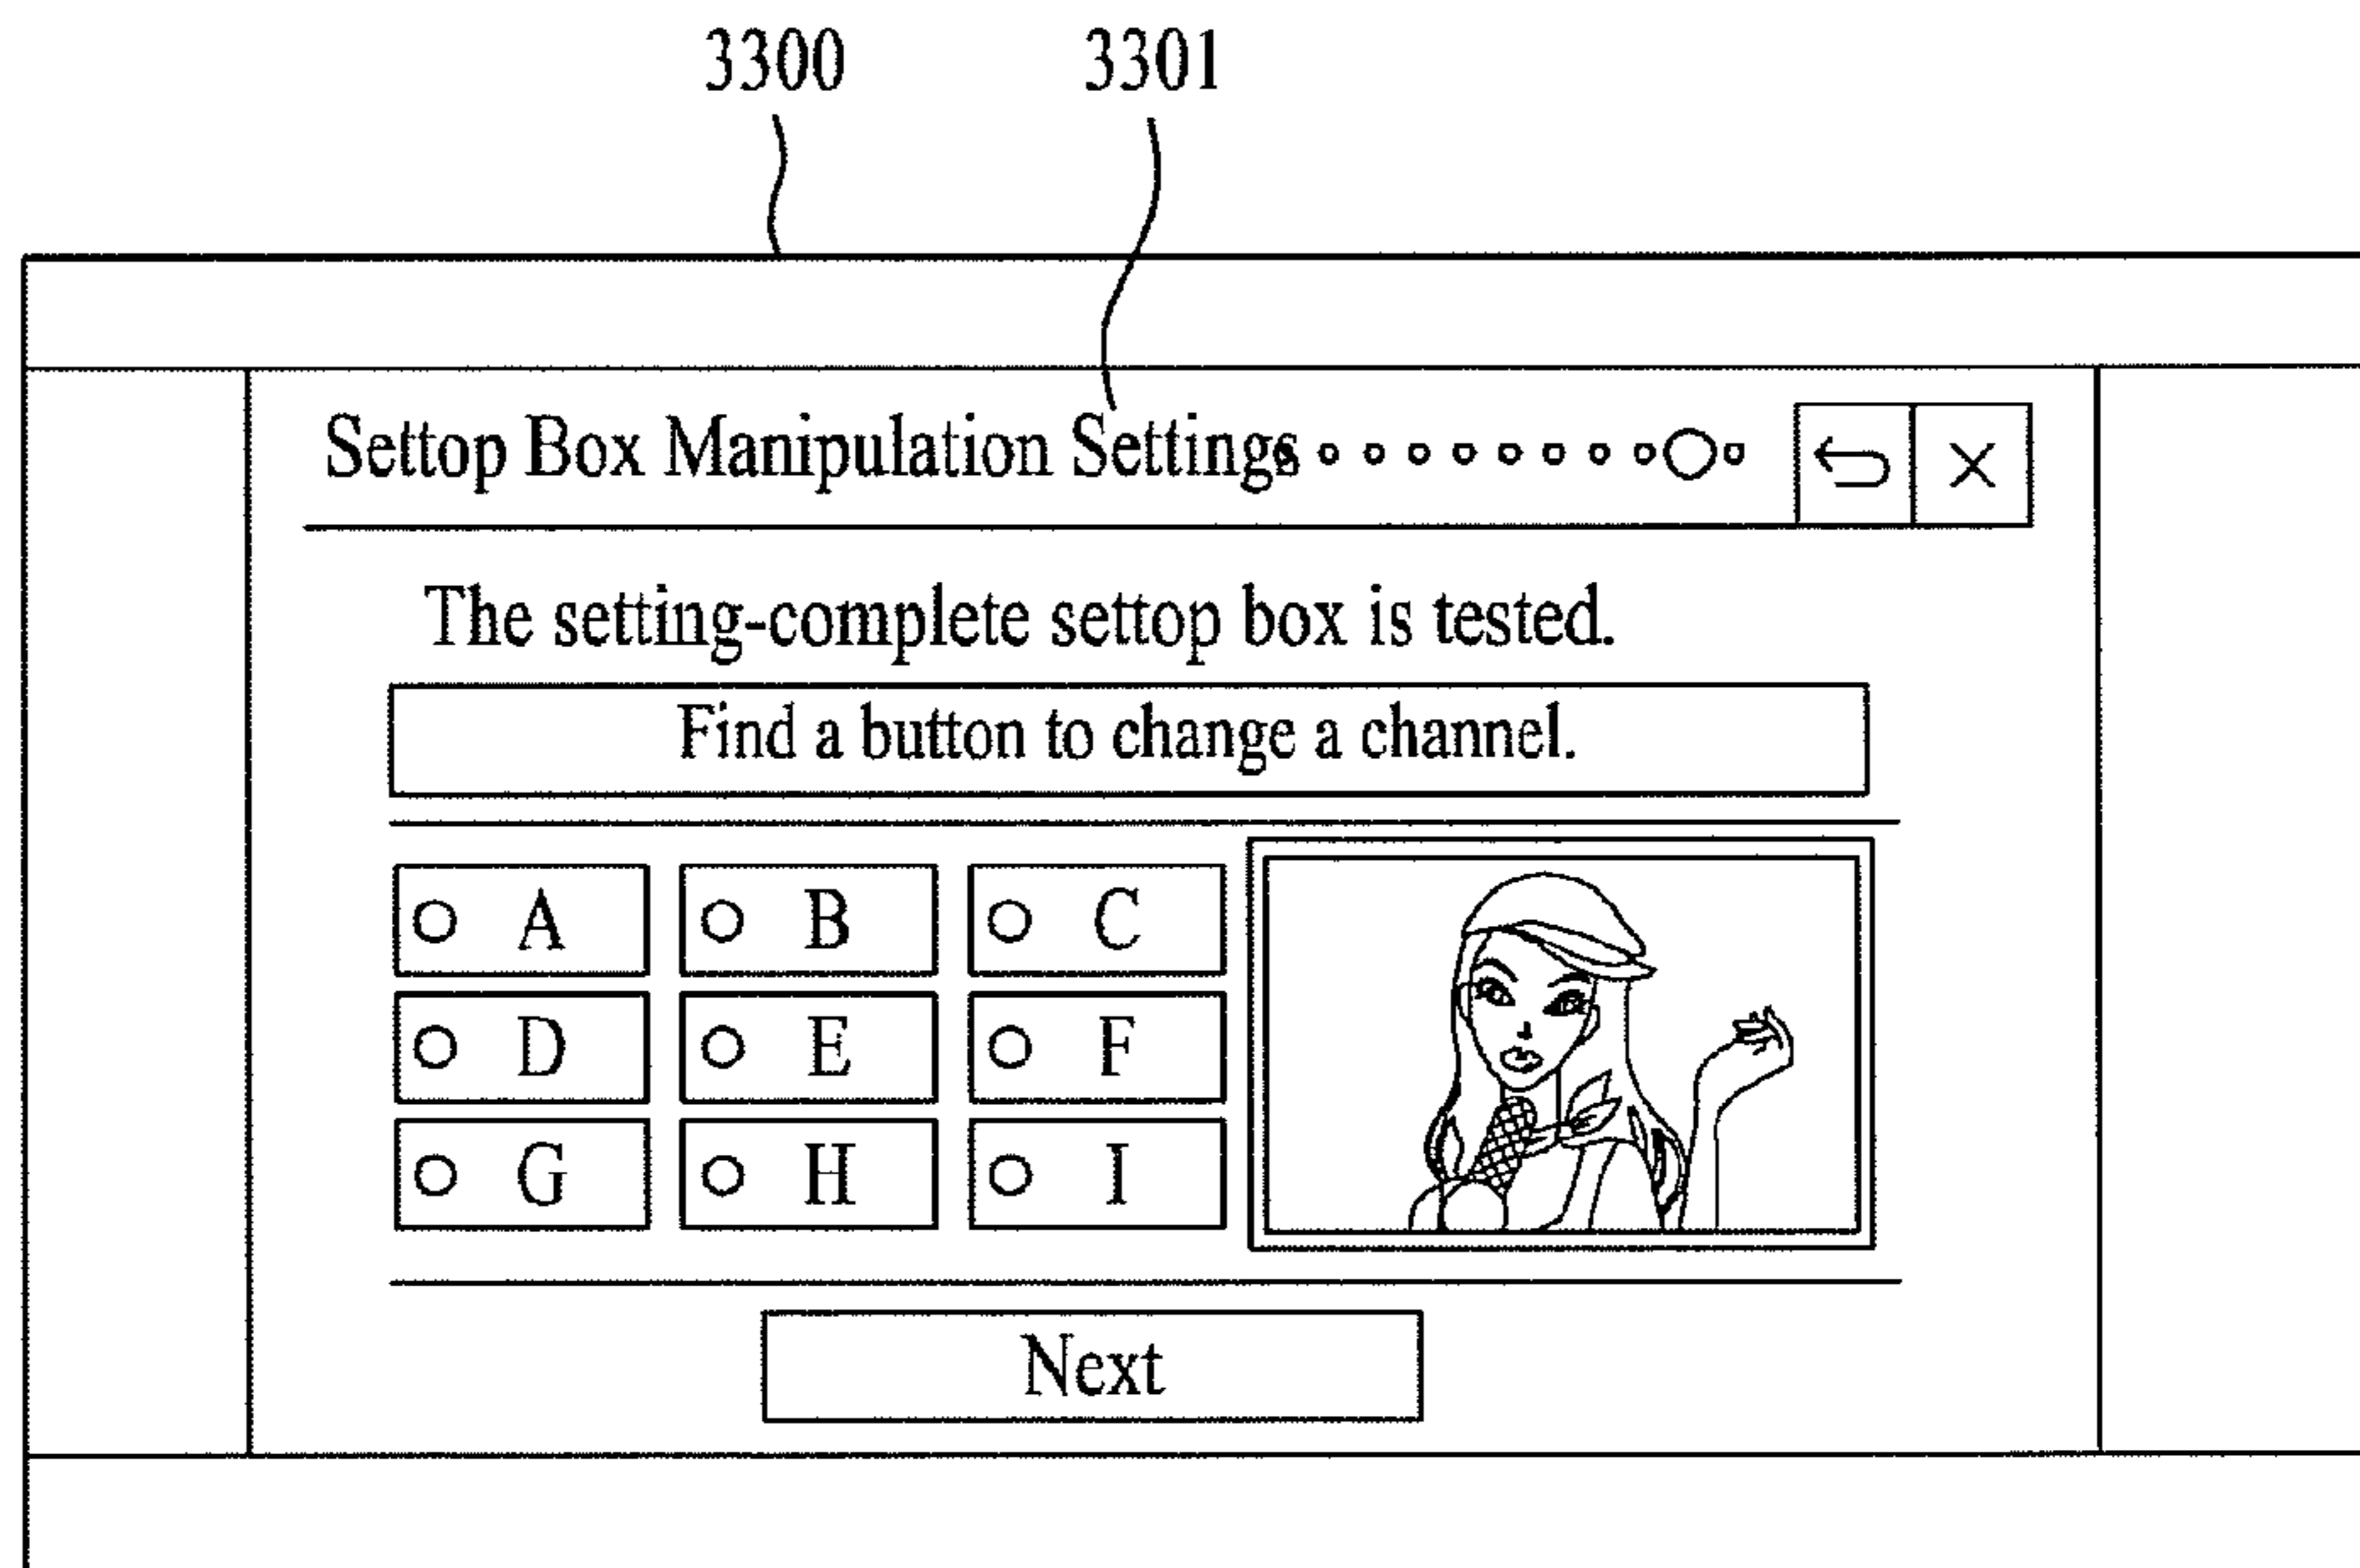 3300 3301
Settop Box Manipulation Settings
The setting-complete settop box is tested.
Find a button to change a channel.
A B C
D E F
G H I
Next